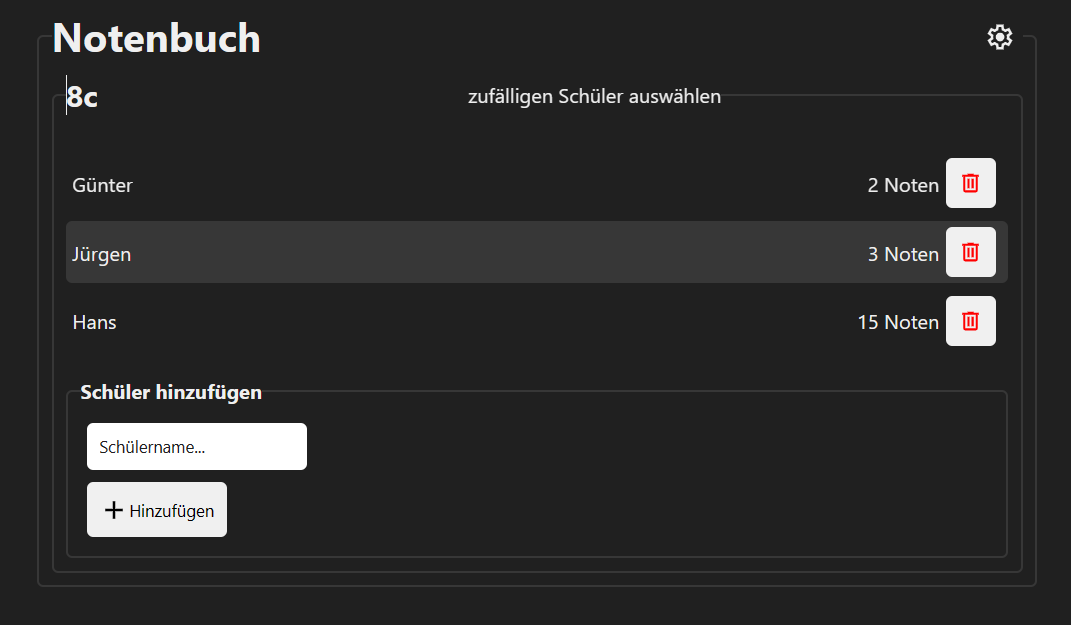 Notenbuch
8c
zufälligen Schüler auswählen
Günter
2 Noten
Jürgen
3 Noten
Hans
15 Noten
Schüler hinzufügen
Schülername...
Hinzufügen